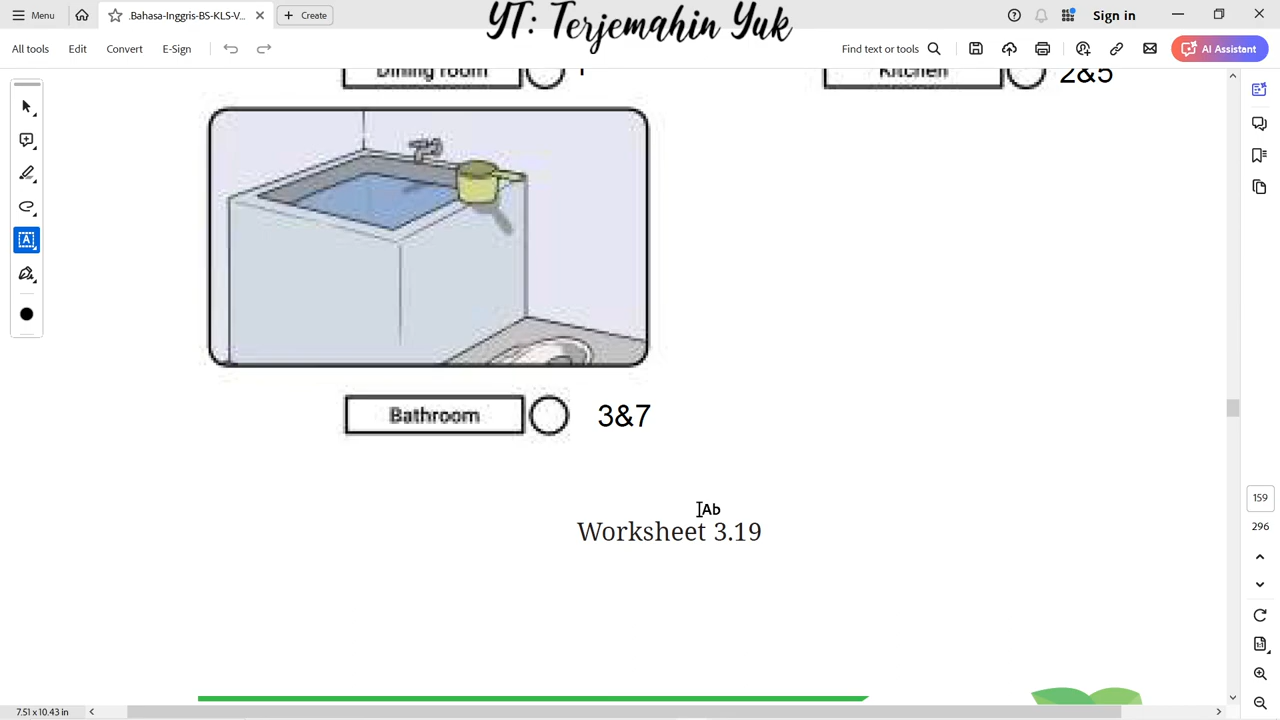 YT: Terjemahin Yuk
Menu
.Bahasa-Inggris-BS-KLS-V...
Create
Sign in
All tools
Edit
Convert
E-Sign
Find text or tools
AI Assistant
Dining room
1
Kitchen
2&5
Bathroom
3&7
Ab
Worksheet 3.19
159
296
7.51 x 10.43 in